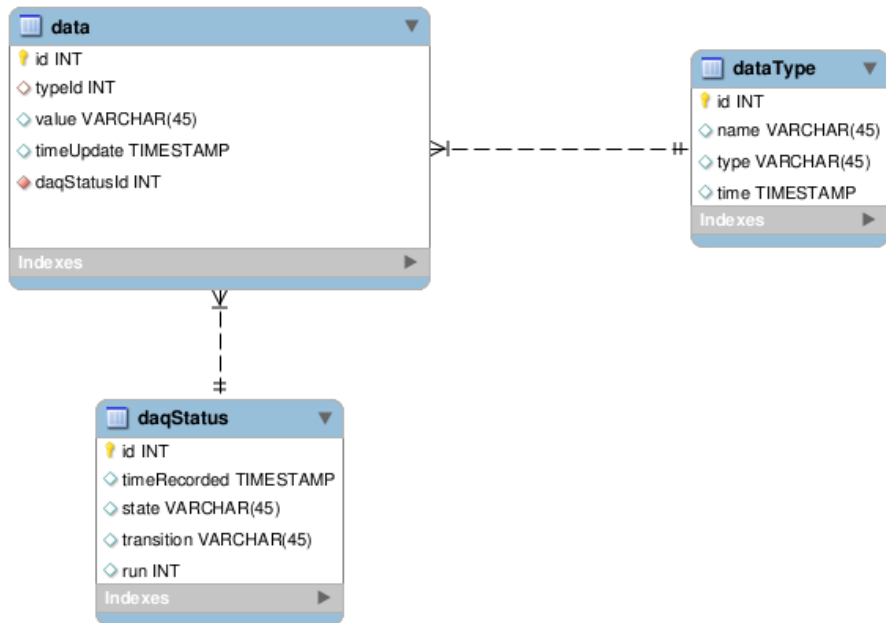 data
id INT
typeId INT
value VARCHAR(45)
timeUpdate TIMESTAMP
daqStatusId INT
Indexes
dataType
id INT
name VARCHAR(45)
type VARCHAR(45)
time TIMESTAMP
Indexes
daqStatus
id INT
timeRecorded TIMESTAMP
state VARCHAR(45)
transition VARCHAR(45)
run INT
Indexes